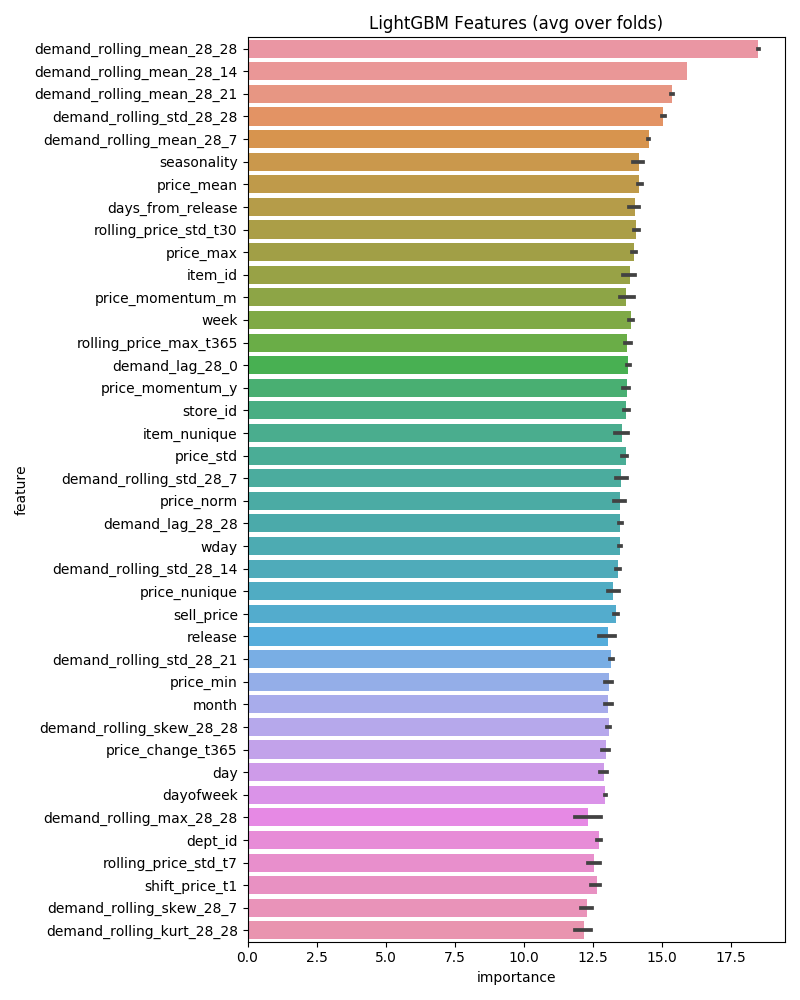 LightGBM Features (avg over folds)
demand_rolling_mean_28_28
demand_rolling_mean_28_14
demand_rolling_mean_28_21
demand_rolling_std_28_28
demand_rolling_mean_28_7
seasonality
price_mean
days_from_release
rolling_price_std_t30
price_max
item_id
price_momentum_m
week
rolling_price_max_t365
demand_lag_28_0
price_momentum_y
store_id
item_nunique
price_std
demand_rolling_std_28_7
price_norm
demand_lag_28_28
wday
demand_rolling_std_28_14
price_nunique
sell_price
release
demand_rolling_std_28_21
price_min
month
demand_rolling_skew_28_28
price_change_t365
day
dayofweek
demand_rolling_max_28_28
dept_id
rolling_price_std_t7
shift_price_t1
demand_rolling_skew_28_7
demand_rolling_kurt_28_28
feature
0.0 2.5 5.0 7.5 10.0 12.5 15.0 17.5
importance